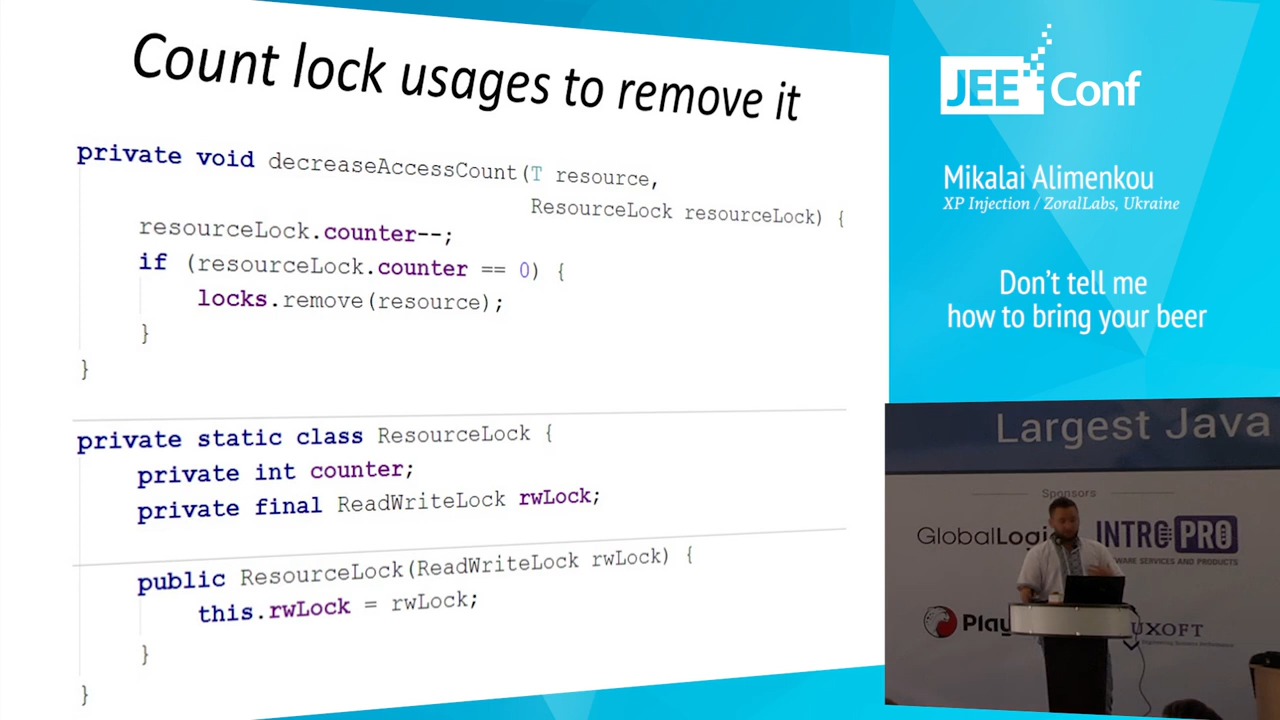 Count lock usages to remove it
private void decreaseAccessCount(T resource,
ResourceLock resourceLock) {
resourceLock.counter--;
if (resourceLock.counter == 0) {
locks.remove(resource);
}
}
private static class ResourceLock {
private int counter;
private final ReadWriteLock rwLock;
public ResourceLock(ReadWriteLock rwLock) {
this.rwLock = rwLock;
}
}
JEE Conf
Mikalai Alimenkou
XP Injection / ZoralLabs, Ukraine
Don't tell me
how to bring your beer
Largest Java
Sponsors
GlobalLogi
INTRO PRO
WARE SERVICES AND PRODUCTS
Play
UXOFT